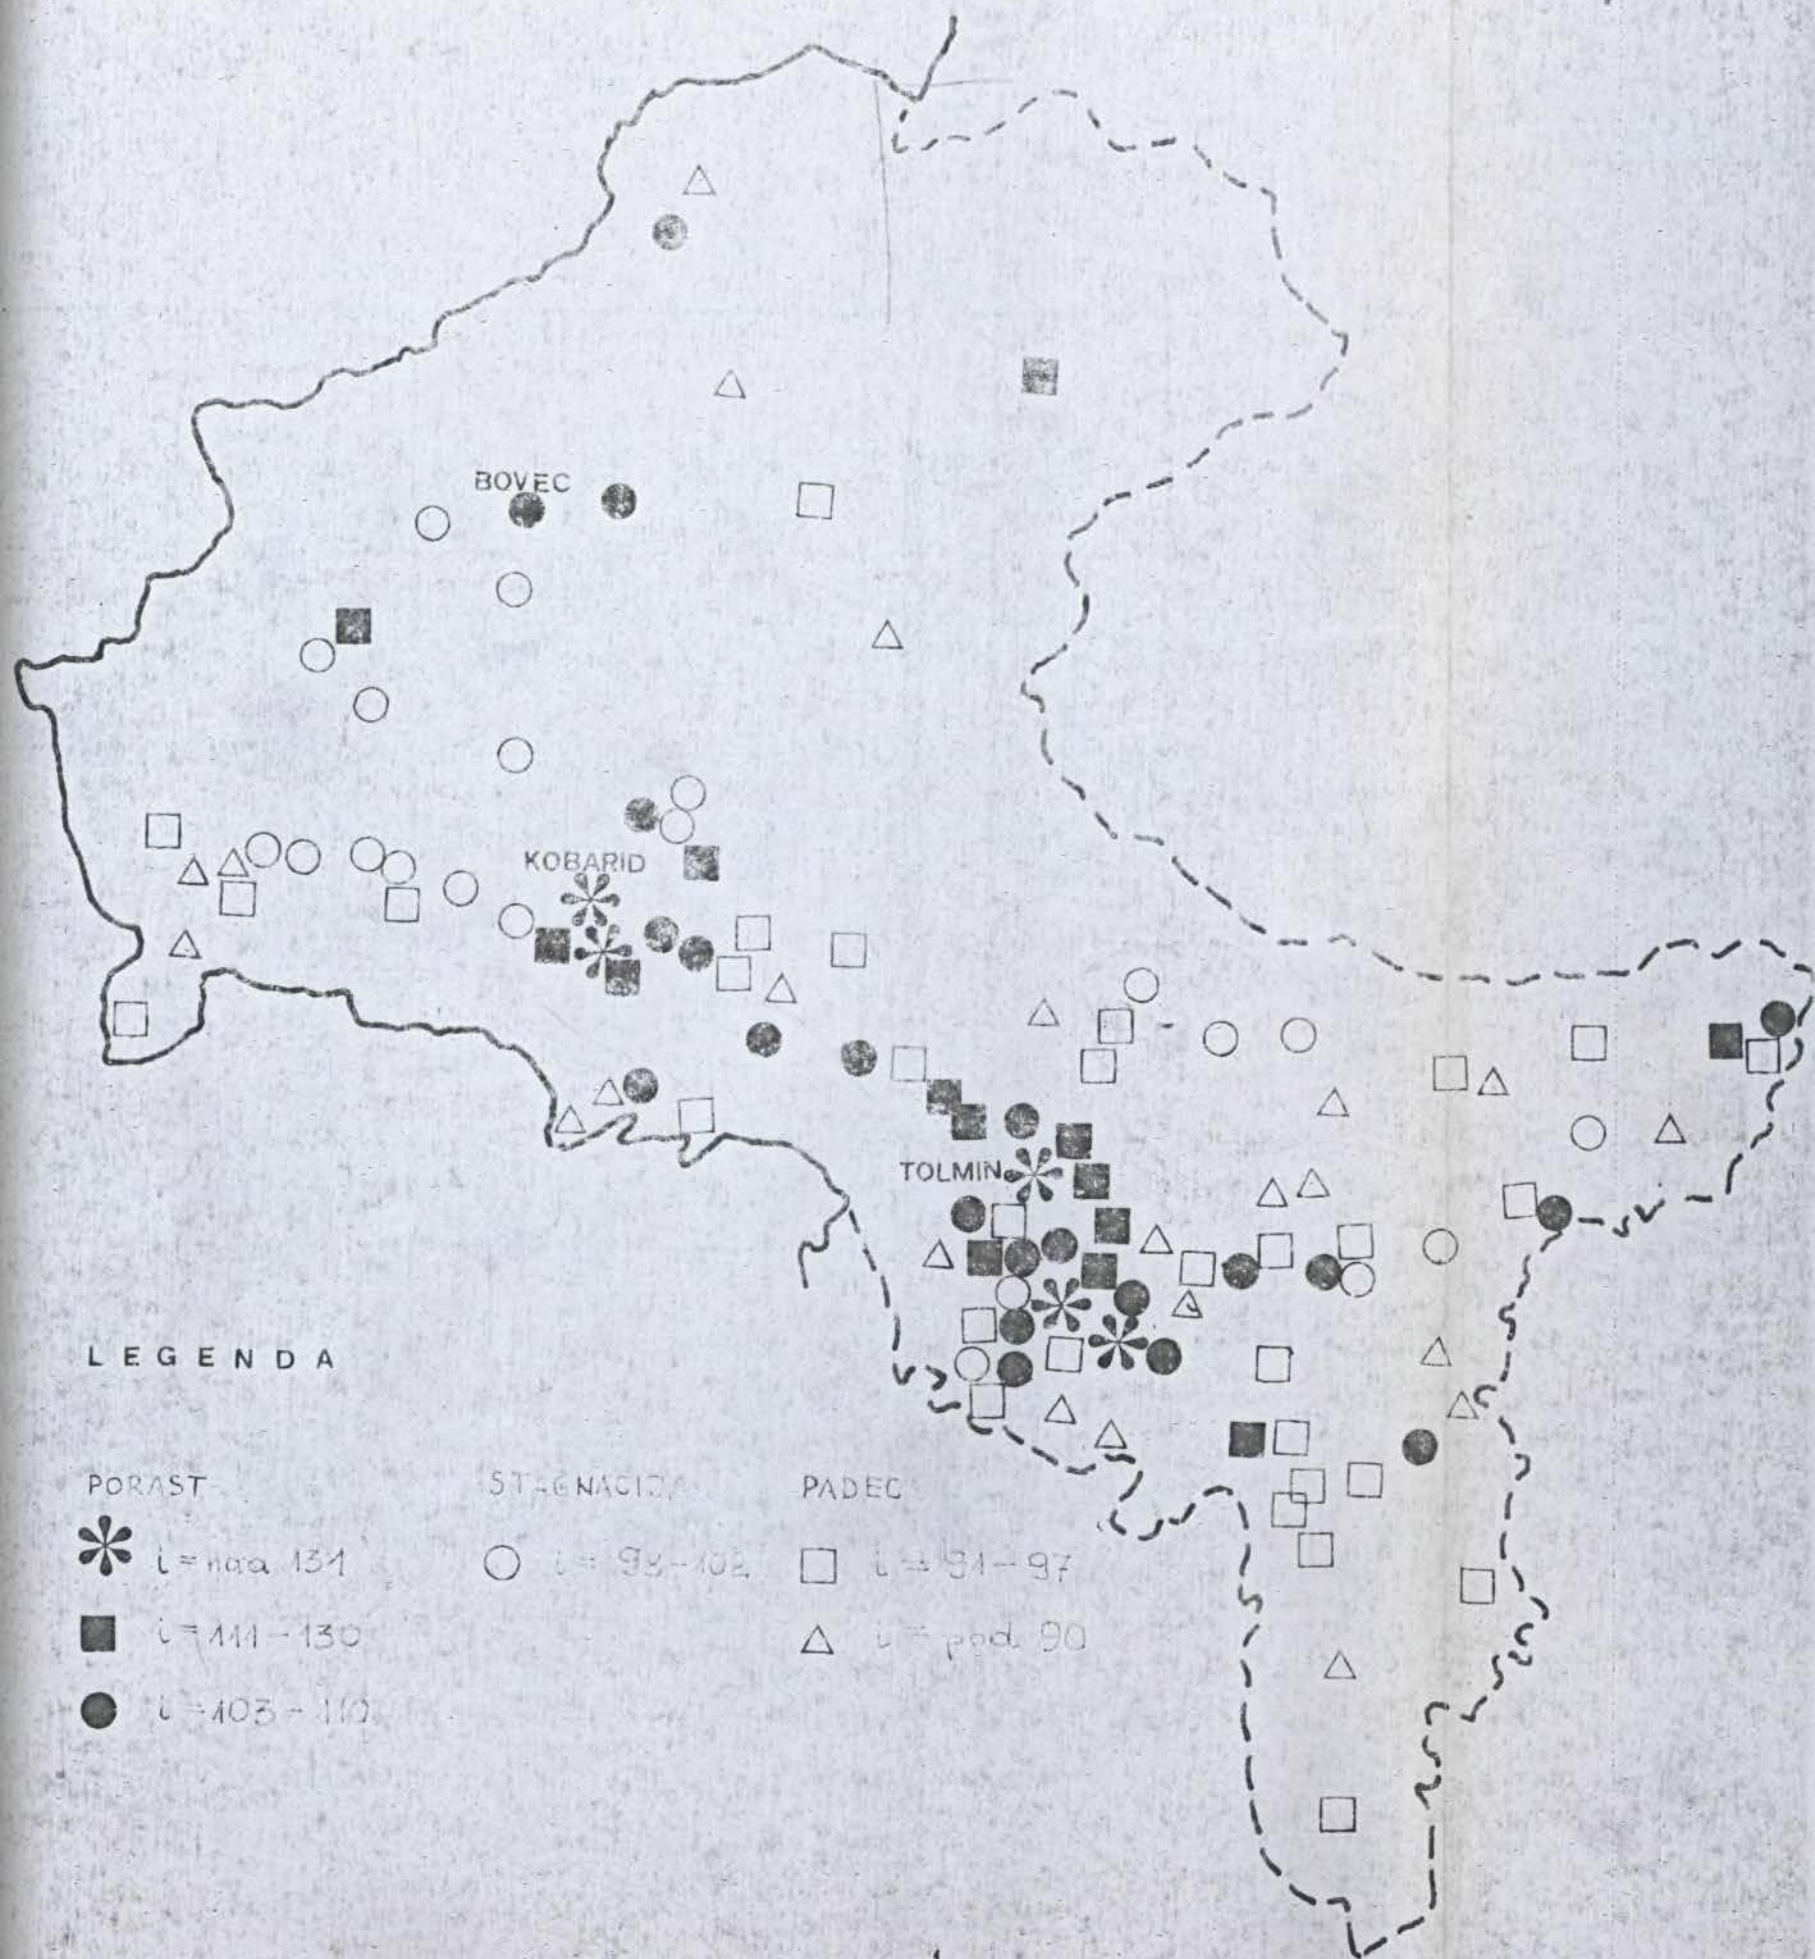 BOVEC
KOBARID
TOLMIN
LEGENDA
PORAST
STAGNACIJA
PADEC
i = nad 131
i = 98-102
i = 91-97
i = 111-130
i = pod 90
i = 103-110